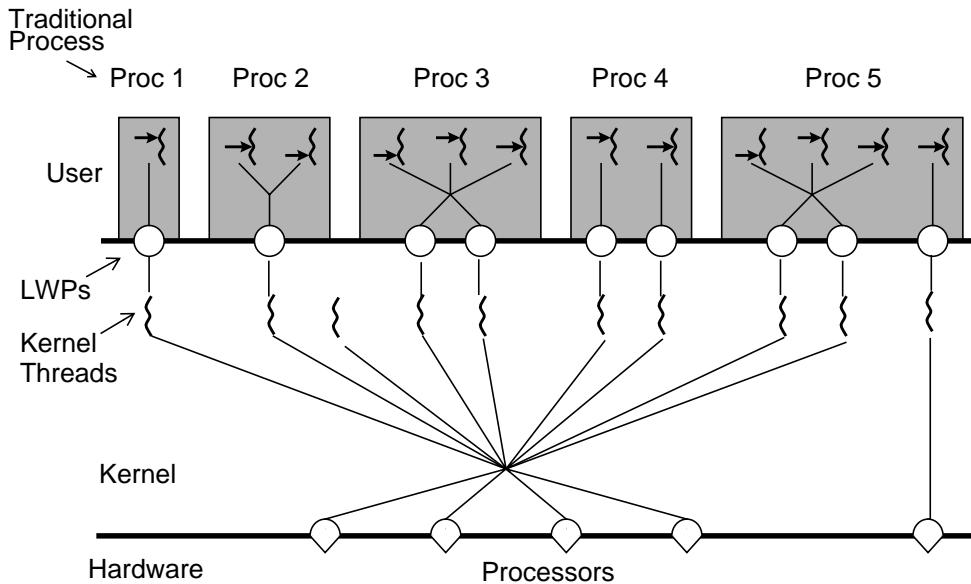 Traditional
Process
Proc 1
Proc 2
Proc 3
Proc 4
Proc 5
User
LWPs
Kernel
Threads
Kernel
Hardware
Processors